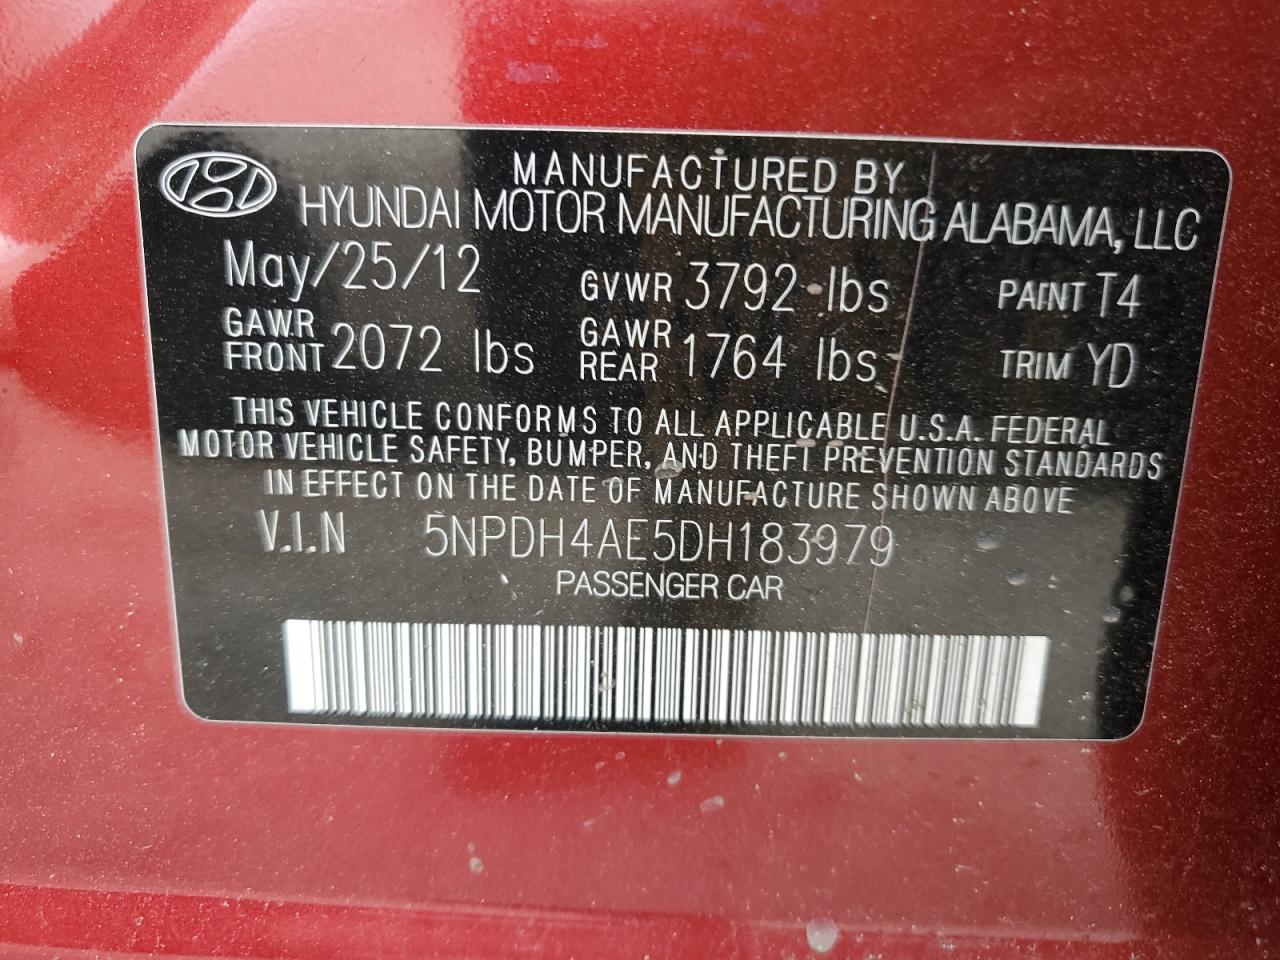 MANUFACTURED BY
HYUNDAI MOTOR MANUFACTURING ALABAMA, LLC
May/25/12 GVWR 3792 lbs PAINT T4
GAWR FRONT 2072 lbs GAWR REAR 1764 lbs TRIM YD
THIS VEHICLE CONFORMS TO ALL APPLICABLE U.S.A. FEDERAL
MOTOR VEHICLE SAFETY, BUMPER, AND THEFT PREVENTION STANDARDS
IN EFFECT ON THE DATE OF MANUFACTURE SHOWN ABOVE
V.I.N 5NPDH4AE5DH183979
PASSENGER CAR